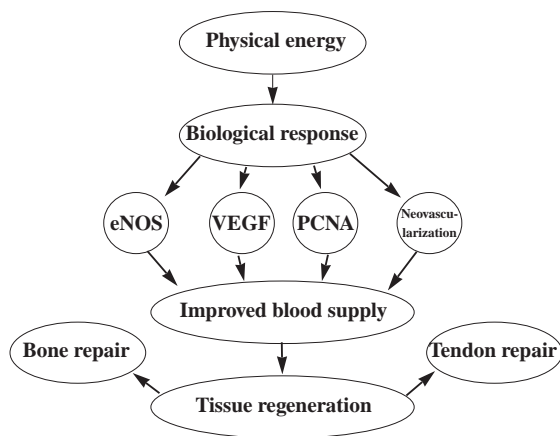 Physical energy
Biological response
eNOS
VEGF
PCNA
Neovascu-
larization
Improved blood supply
Bone repair
Tendon repair
Tissue regeneration